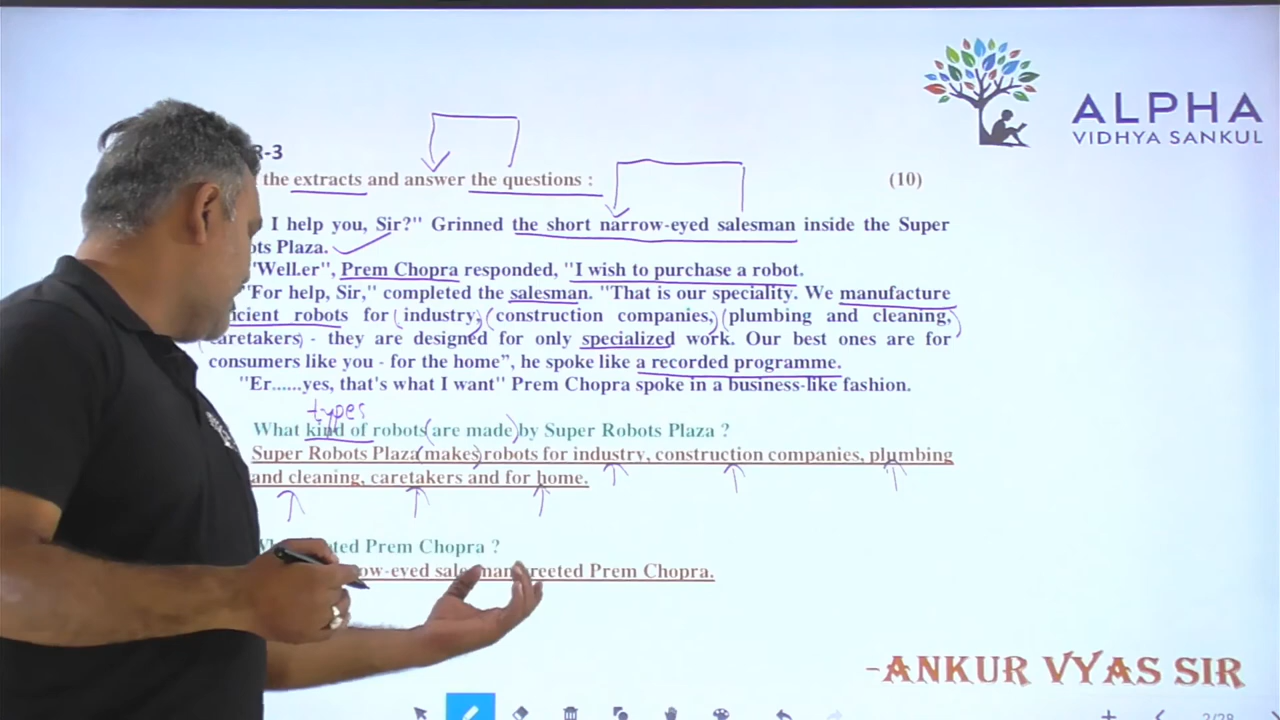 ALPHA
VIDHYA SANKUL
R-3
the extracts and answer the questions : (10)
I help you, Sir?" Grinned the short narrow-eyed salesman inside the Super
ots Plaza.
"Well.er", Prem Chopra responded, "I wish to purchase a robot.
"For help, Sir," completed the salesman. "That is our speciality. We manufacture
icient robots for industry, construction companies, plumbing and cleaning,
caretakers - they are designed for only specialized work. Our best ones are for
consumers like you - for the home", he spoke like a recorded programme.
"Er......yes, that's what I want" Prem Chopra spoke in a business-like fashion.
types
What kind of robots are made by Super Robots Plaza ?
Super Robots Plaza makes robots for industry, construction companies, plumbing
and cleaning, caretakers and for home.
ted Prem Chopra ?
ow-eyed salesman greeted Prem Chopra.
-ANKUR VYAS SIR
2/28